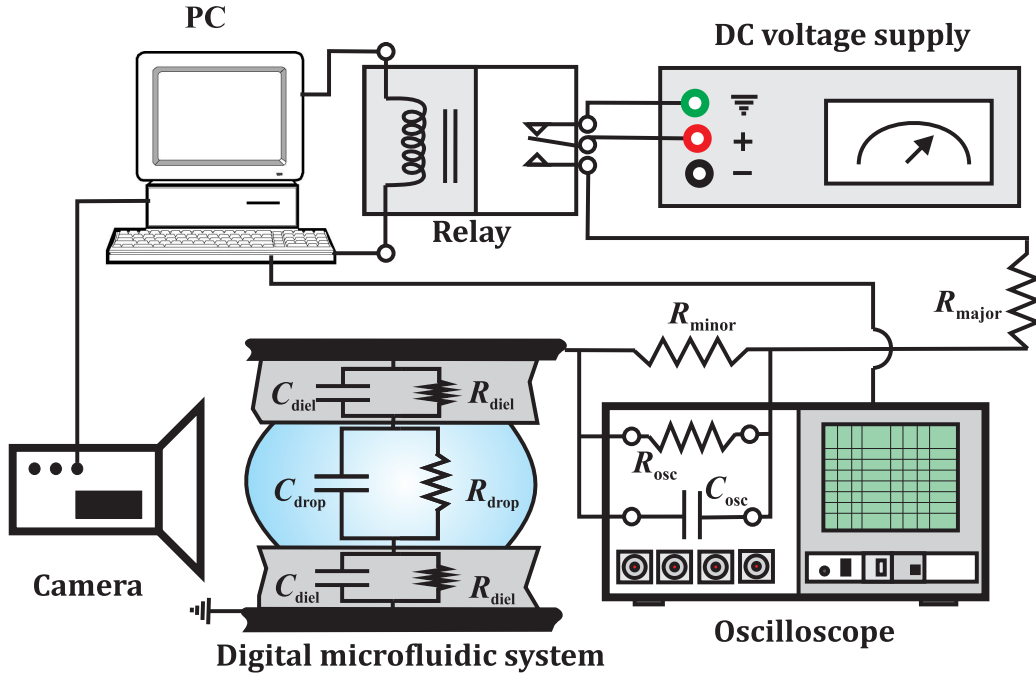 PC
DC voltage supply
+
−
Relay
R_major
R_minor
C_diel
R_diel
C_drop
R_drop
R_osc
C_osc
C_diel
R_diel
Camera
Oscilloscope
Digital microfluidic system